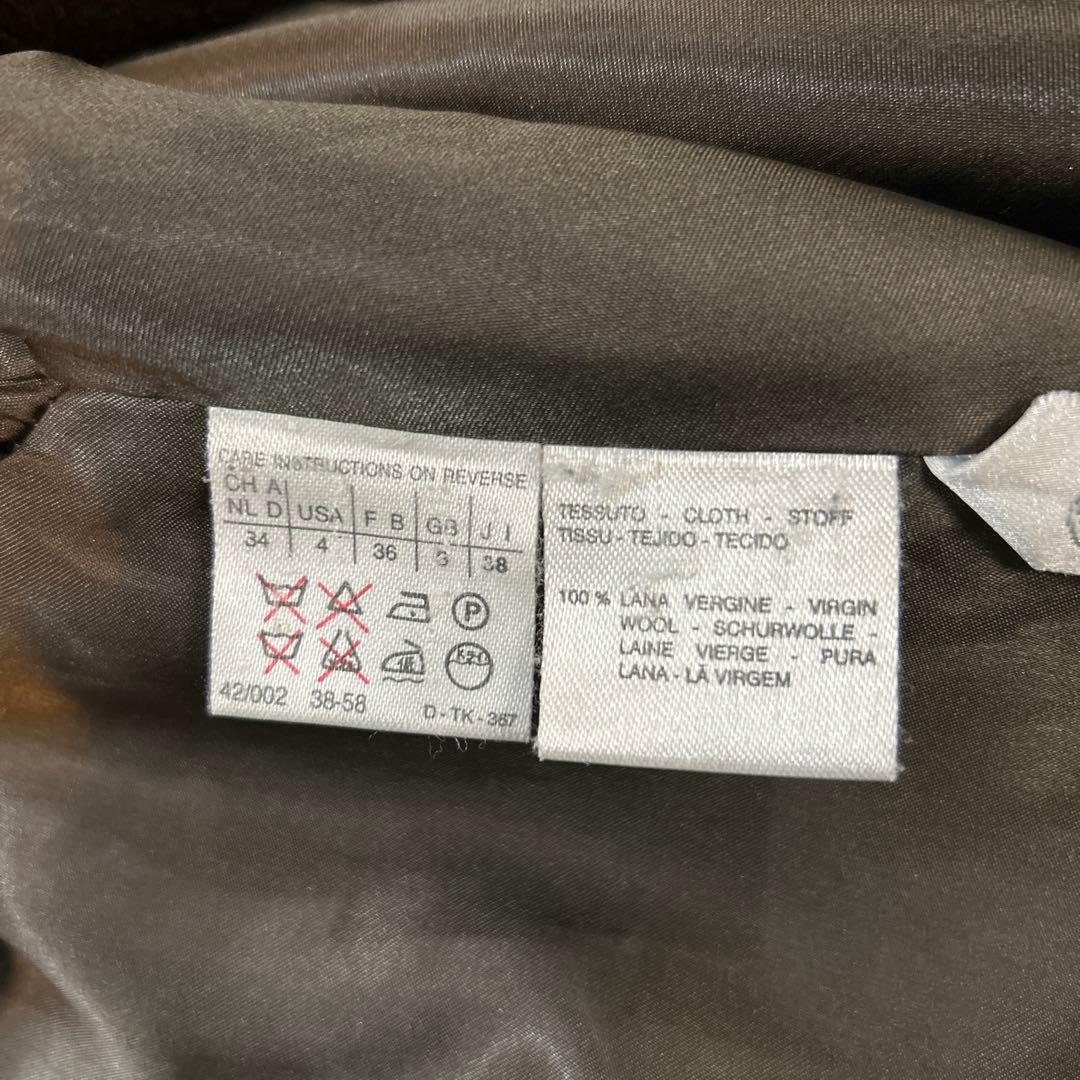 CARE INSTRUCTIONS ON REVERSE
CH A
NL D USA F B GB J I
34 4 36 38
P
42/002 38-58 D-TK-367
TESSUTO - CLOTH - STOFF
TISSU - TEJIDO - TECIDO
100 % LANA VERGINE - VIRGIN
WOOL - SCHURWOLLE -
LAINE VIERGE - PURA
LANA - LÃ VIRGEM